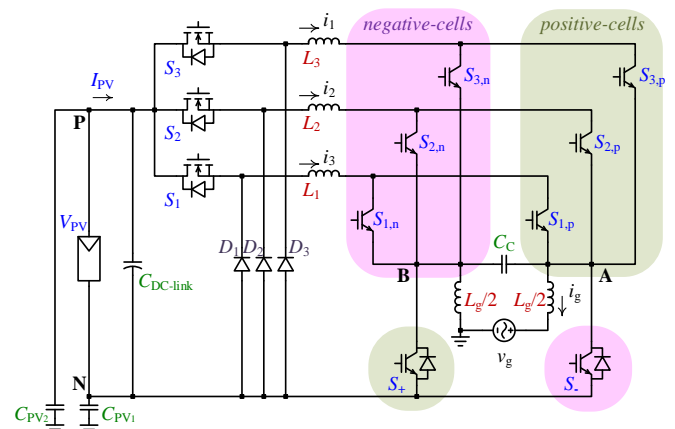 i1 negative-cells positive-cells
S3 L3 S3,n S3,p
IPV i2
P S2 L2 S2,n S2,p
i3
S1 L1 S1,n S1,p
VPV D1 D2 D3 CC
CDC-link B A
Lg/2 Lg/2 ig
vg
N S+ S-
CPV2 CPV1